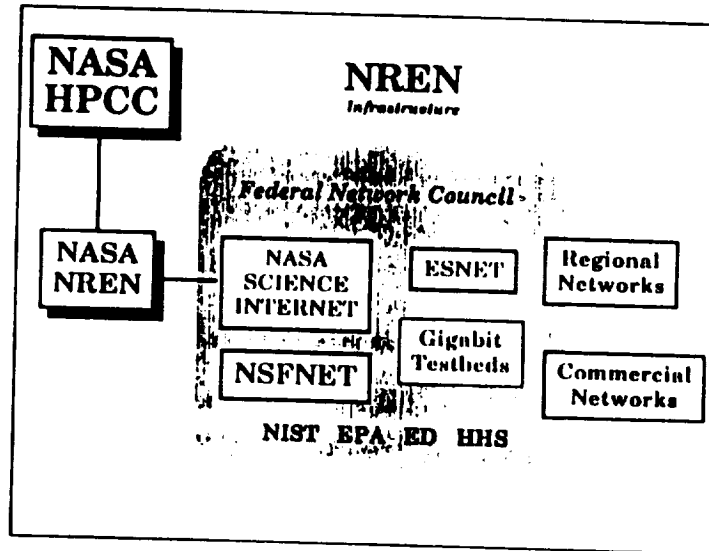 NASA
HPCC
NREN
Infrastructure
Federal Network Council
NASA
NREN
NASA
SCIENCE
INTERNET
ESNET
Regional
Networks
NSFNET
Gigabit
Testbeds
Commercial
Networks
NIST EPA ED HHS